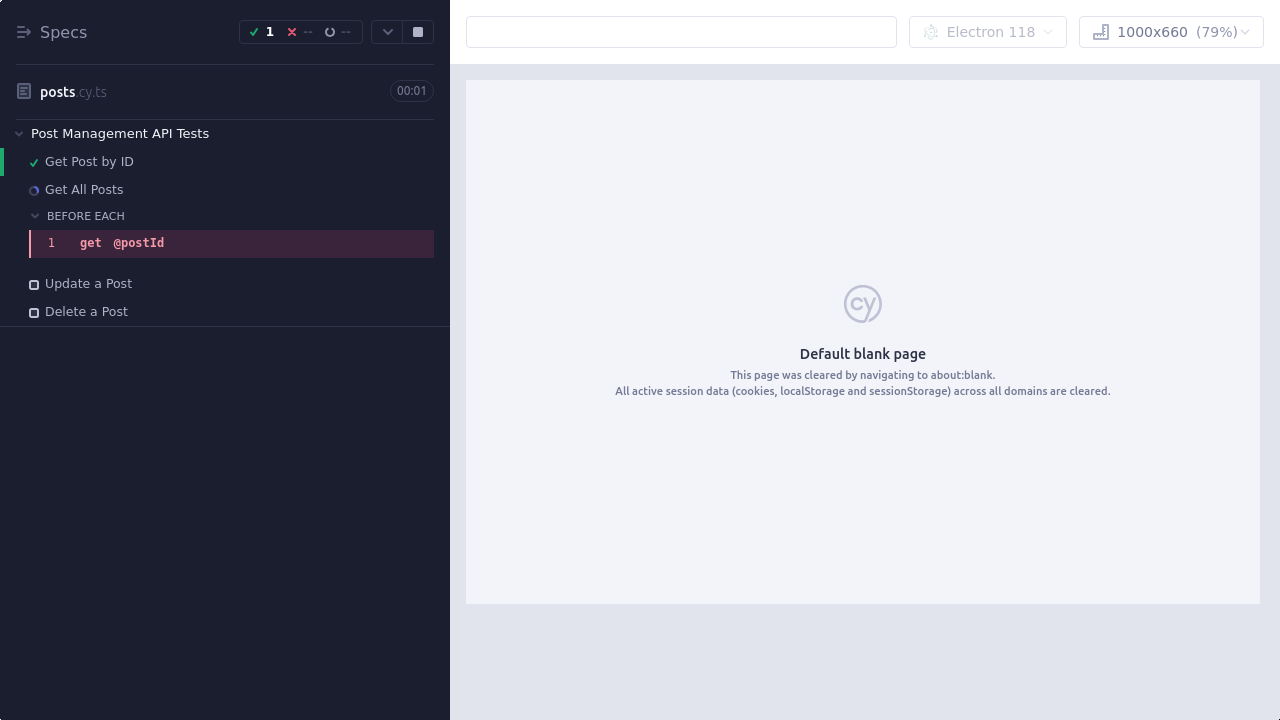 Specs
1
--
--
posts.cy.ts
00:01
Post Management API Tests
Get Post by ID
Get All Posts
BEFORE EACH
1 get @postId
Update a Post
Delete a Post
Electron 118
1000x660 (79%)
cy
Default blank page
This page was cleared by navigating to about:blank.
All active session data (cookies, localStorage and sessionStorage) across all domains are cleared.